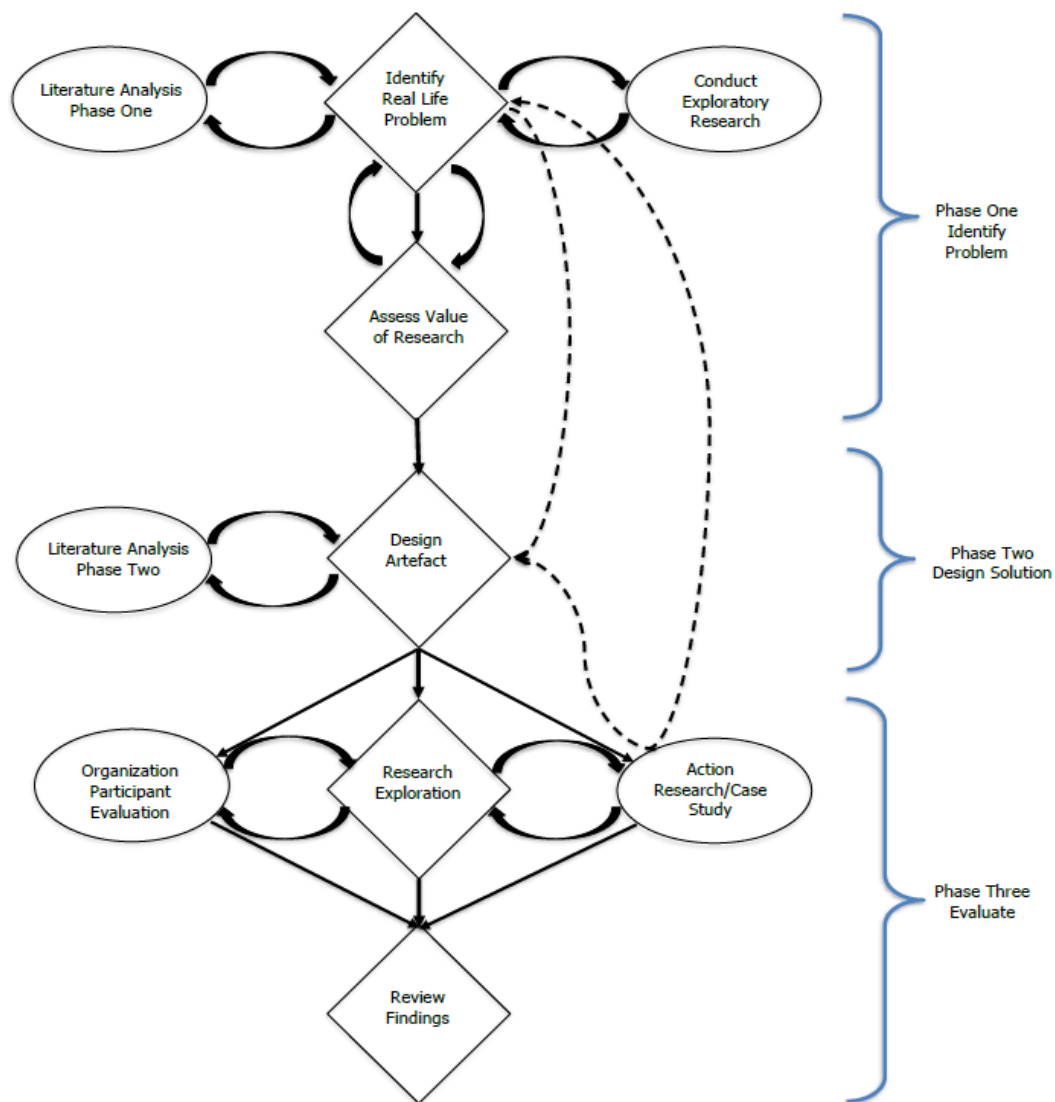 Literature Analysis
Phase One
Identify
Real Life
Problem
Conduct
Exploratory
Research
Phase One
Identify
Problem
Assess Value
of Research
Literature Analysis
Phase Two
Design
Artefact
Phase Two
Design Solution
Organization
Participant
Evaluation
Research
Exploration
Action
Research/Case
Study
Phase Three
Evaluate
Review
Findings